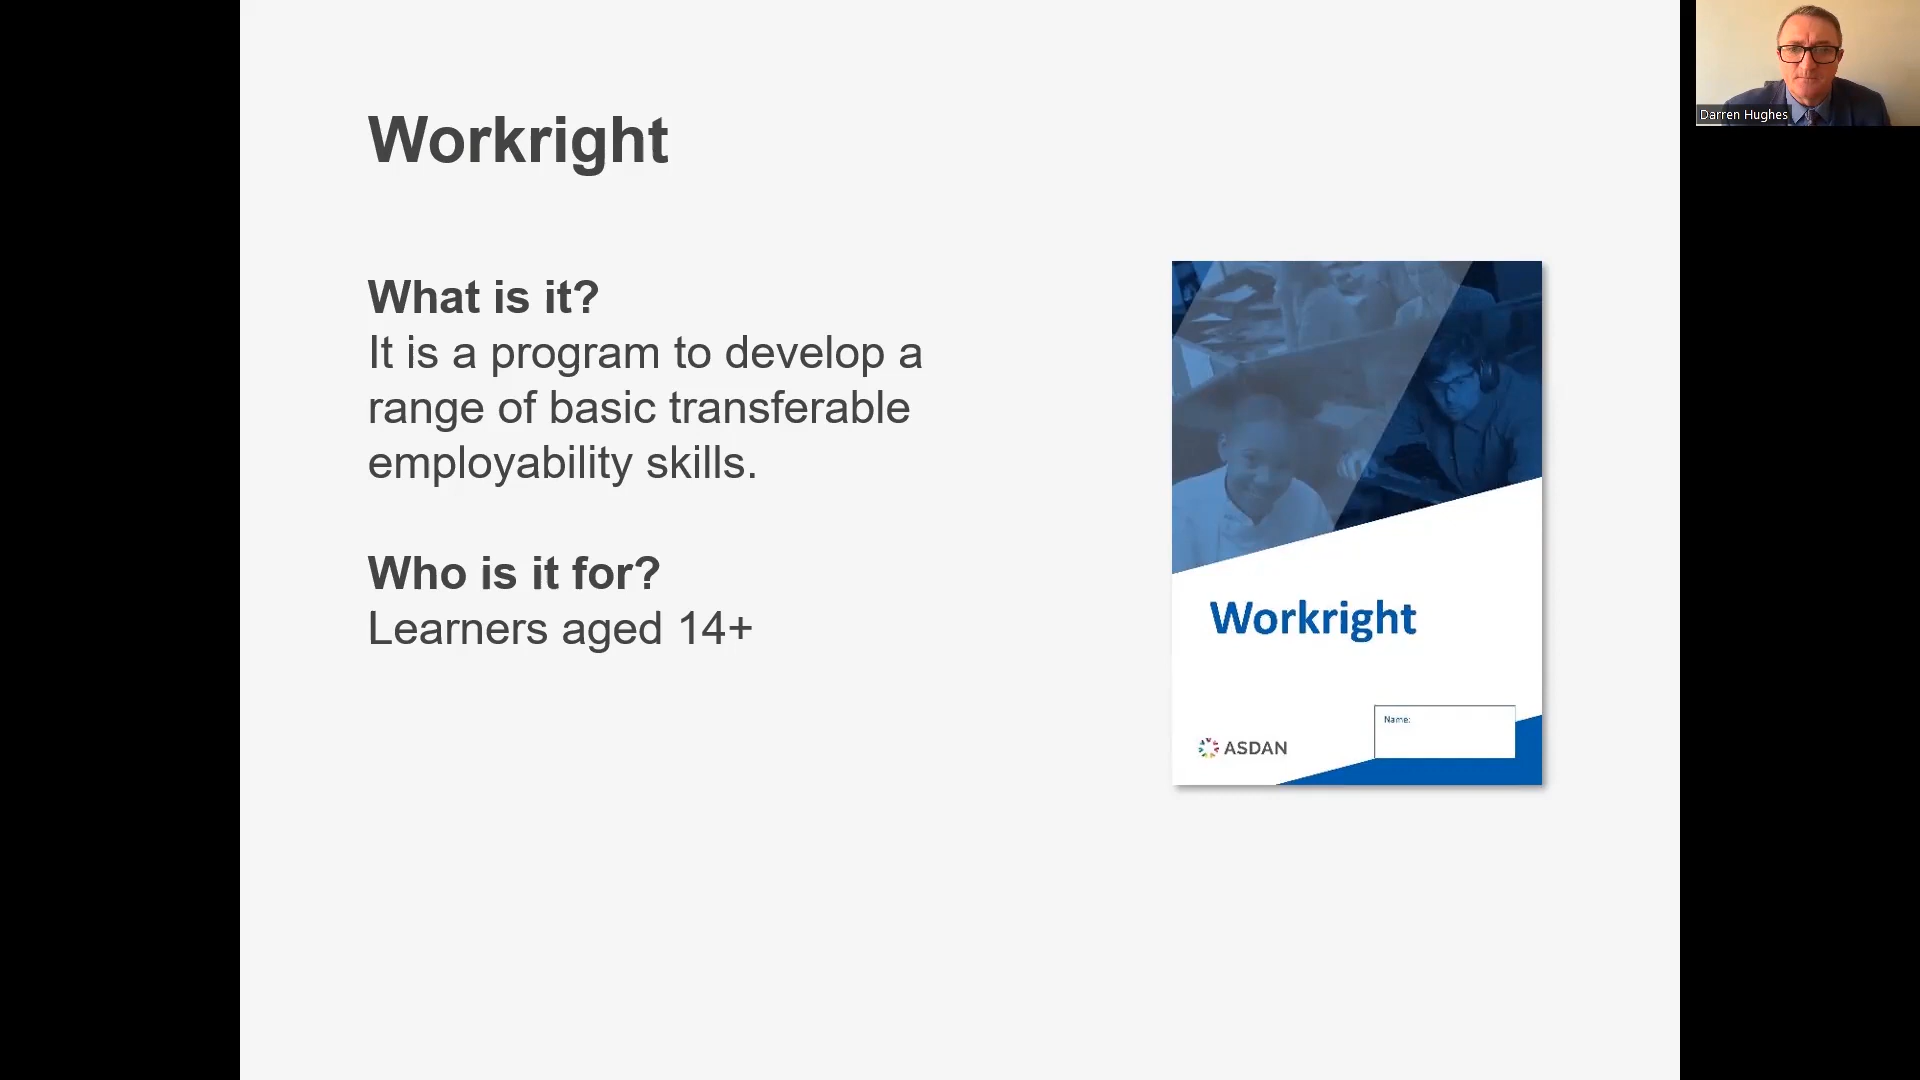 Workright
What is it?
It is a program to develop a
range of basic transferable
employability skills.
Who is it for?
Learners aged 14+
Workright
Name:
ASDAN
Darren Hughes